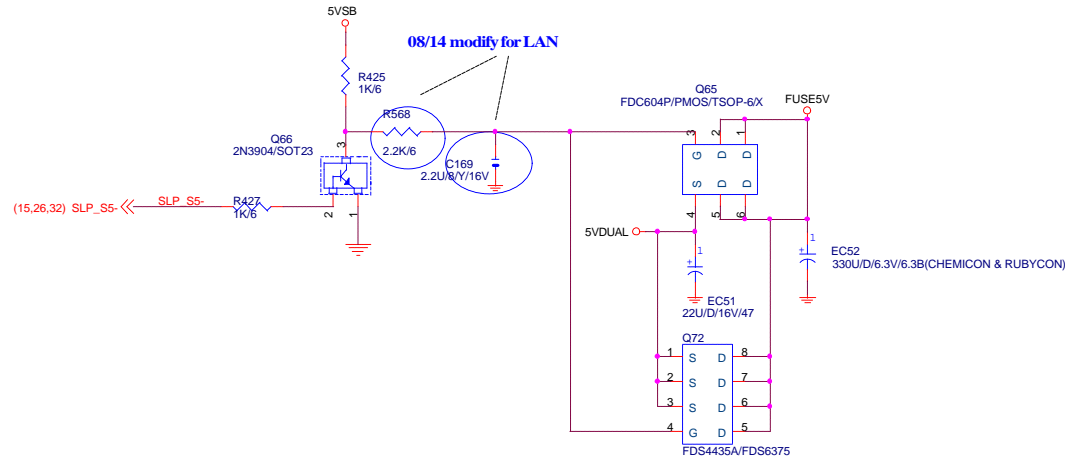 5VSB
08/14 modify for LAN
R425
1K/6
R568
2.2K/6
Q65
FDC604P/PMOS/TSOP-6/X
FUSE5V
3
2
1
G
D
D
S
D
D
4
5
6
Q66
2N3904/SOT23
3
2
1
C169
2.2U/8/Y/16V
(15,26,32) SLP_S5-
SLP_S5-
R427
1K/6
5VDUAL
1
+
EC51
22U/D/16V/47
1
+
EC52
330U/D/6.3V/6.3B(CHEMICON & RUBYCON)
Q72
1 S D 8
2 S D 7
3 S D 6
4 G D 5
FDS4435A/FDS6375